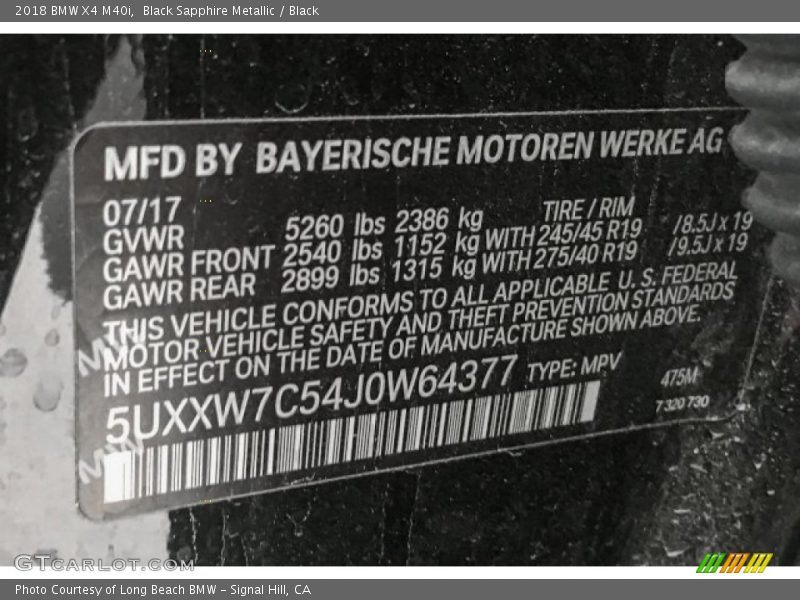 2018 BMW X4 M40i, Black Sapphire Metallic / Black
MFD BY BAYERISCHE MOTOREN WERKE AG
07/17 TIRE / RIM
GVWR 5260 lbs 2386 kg
GAWR FRONT 2540 lbs 1152 kg WITH 245/45 R19 /8.5J x 19
GAWR REAR 2899 lbs 1315 kg WITH 275/40 R19 /9.5J x 19
THIS VEHICLE CONFORMS TO ALL APPLICABLE U. S. FEDERAL
MOTOR VEHICLE SAFETY AND THEFT PREVENTION STANDARDS
IN EFFECT ON THE DATE OF MANUFACTURE SHOWN ABOVE.
5UXXW7C54J0W64377 TYPE: MPV 475M
7 320 730
GTCARLOT.COM
Photo Courtesy of Long Beach BMW - Signal Hill, CA